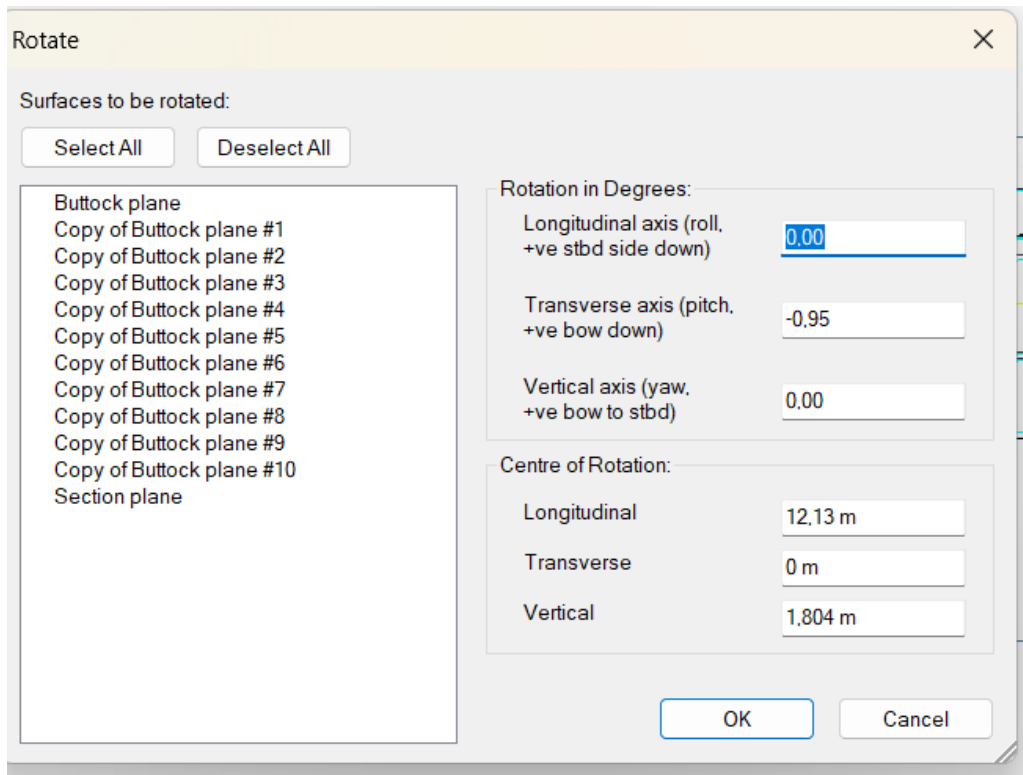 Rotate
Surfaces to be rotated:
Select All
Deselect All
Buttock plane
Copy of Buttock plane #1
Copy of Buttock plane #2
Copy of Buttock plane #3
Copy of Buttock plane #4
Copy of Buttock plane #5
Copy of Buttock plane #6
Copy of Buttock plane #7
Copy of Buttock plane #8
Copy of Buttock plane #9
Copy of Buttock plane #10
Section plane
Rotation in Degrees:
Longitudinal axis (roll,
+ve stbd side down)
0,00
Transverse axis (pitch,
+ve bow down)
-0,95
Vertical axis (yaw,
+ve bow to stbd)
0,00
Centre of Rotation:
Longitudinal
12,13 m
Transverse
0 m
Vertical
1,804 m
OK
Cancel